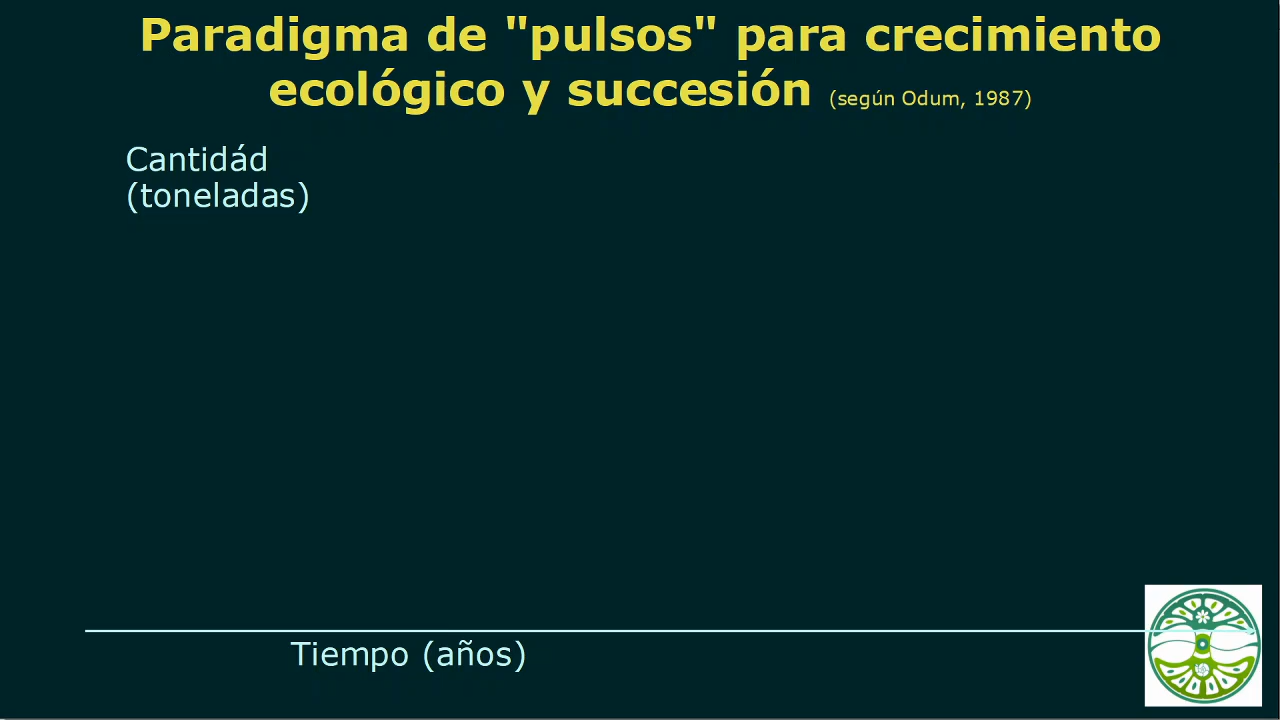 Paradigma de "pulsos" para crecimiento
ecológico y succesión (según Odum, 1987)
Cantidád
(toneladas)
Tiempo (años)